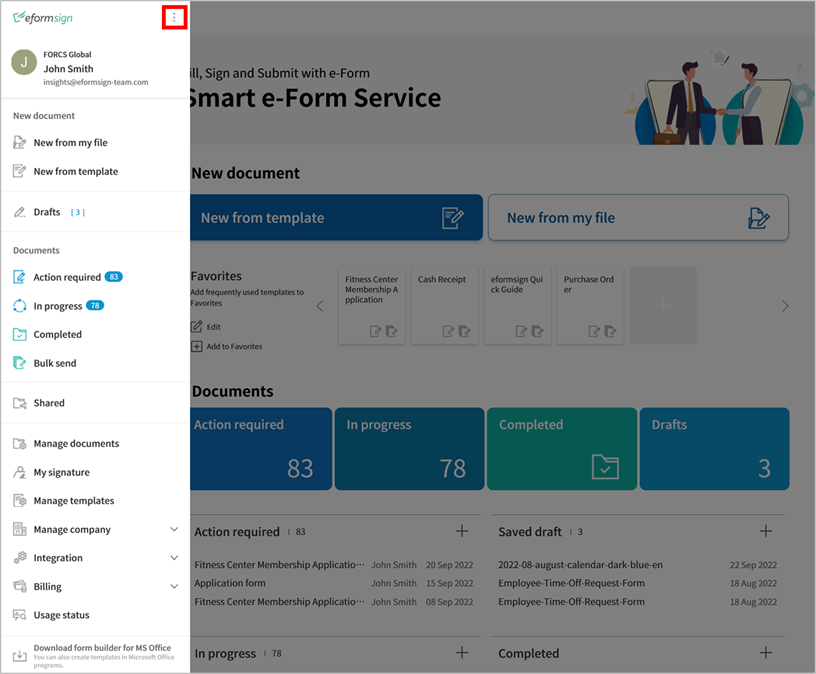 eformsign
J
FORCS Global
John Smith
insights@eformsign-team.com
New document
New from my file
New from template
Drafts [ 3 ]
Documents
Action required 83
In progress 78
Completed
Bulk send
Shared
Manage documents
My signature
Manage templates
Manage company
Integration
Billing
Usage status
Download form builder for MS Office
You can also create templates in Microsoft Office
programs.
ill, Sign and Submit with e-Form
Smart e-Form Service
New document
New from template
New from my file
Favorites
Add frequently used templates to
Favorites
Edit
Add to Favorites
Fitness Center
Membership A
pplication
Cash Receipt
eformsign Qui
ck Guide
Purchase Ord
er
Documents
Action required
83
In progress
78
Completed
Drafts
3
Action required 83
Fitness Center Membership Applicatio··· John Smith 20 Sep 2022
Application form John Smith 15 Sep 2022
Fitness Center Membership Applicatio··· John Smith 08 Sep 2022
Saved draft 3
2022-08-august-calendar-dark-blue-en 22 Sep 2022
Employee-Time-Off-Request-Form 18 Aug 2022
Employee-Time-Off-Request-Form 18 Aug 2022
In progress 78
Completed